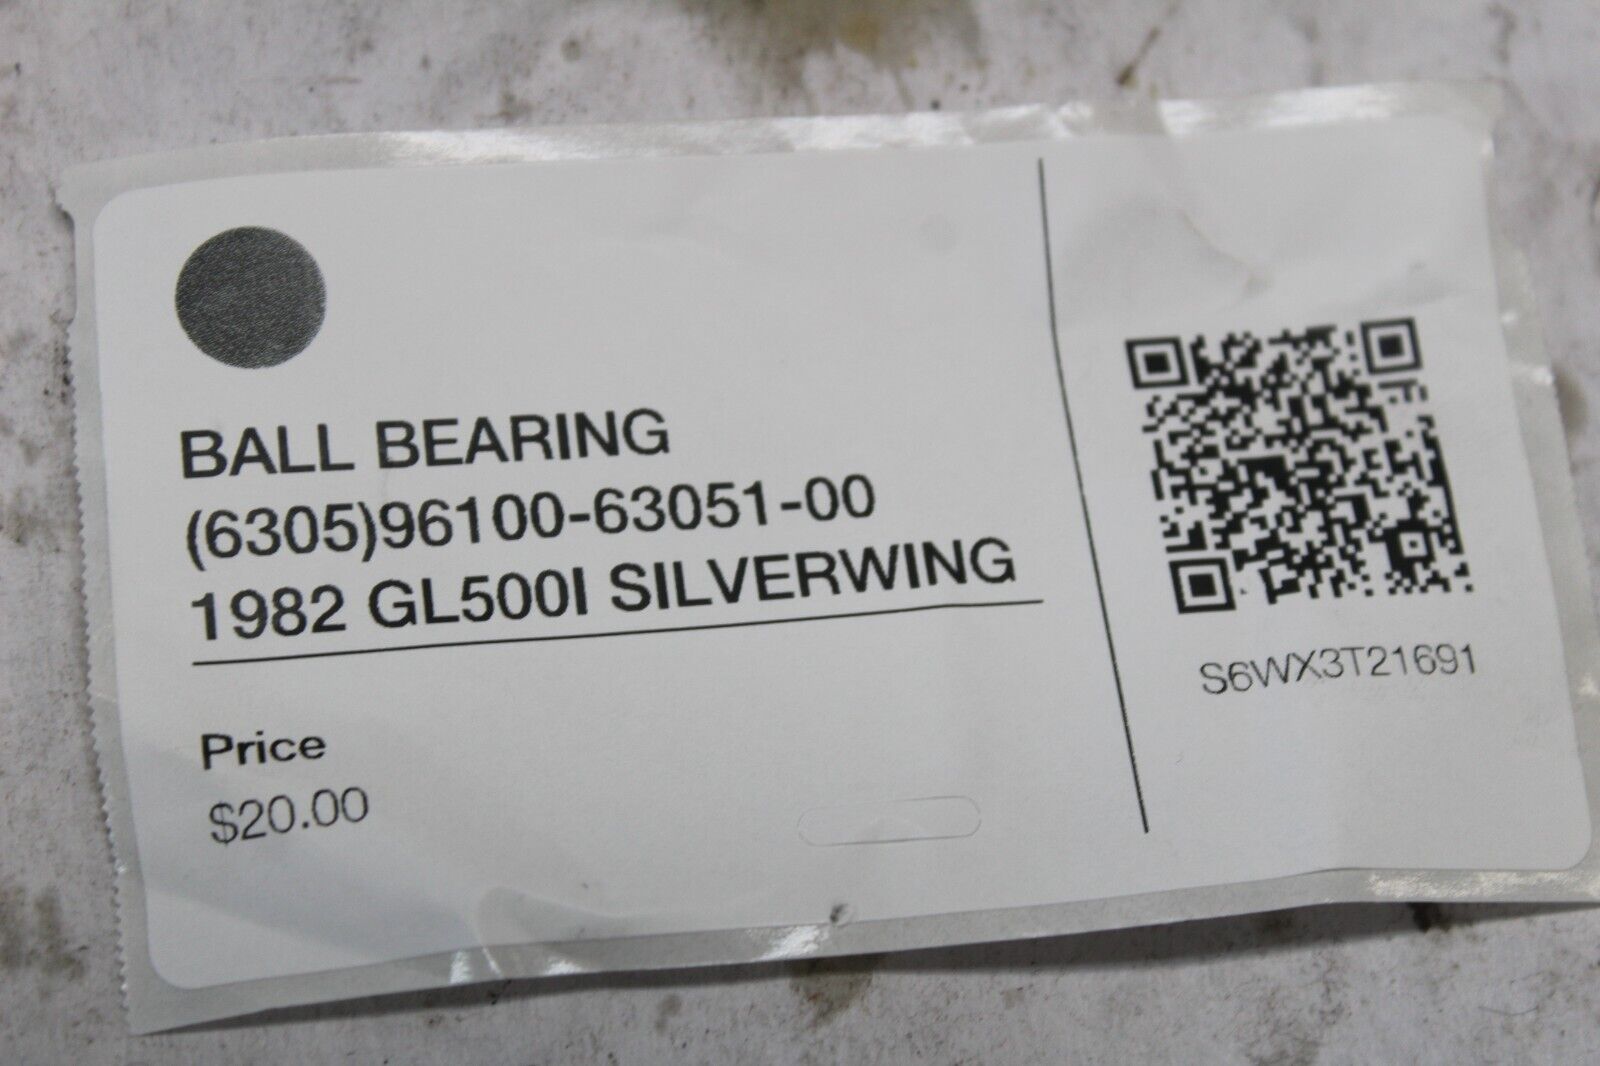 BALL BEARING
(6305)96100-63051-00
1982 GL500I SILVERWING
Price
$20.00
S6WX3T21691